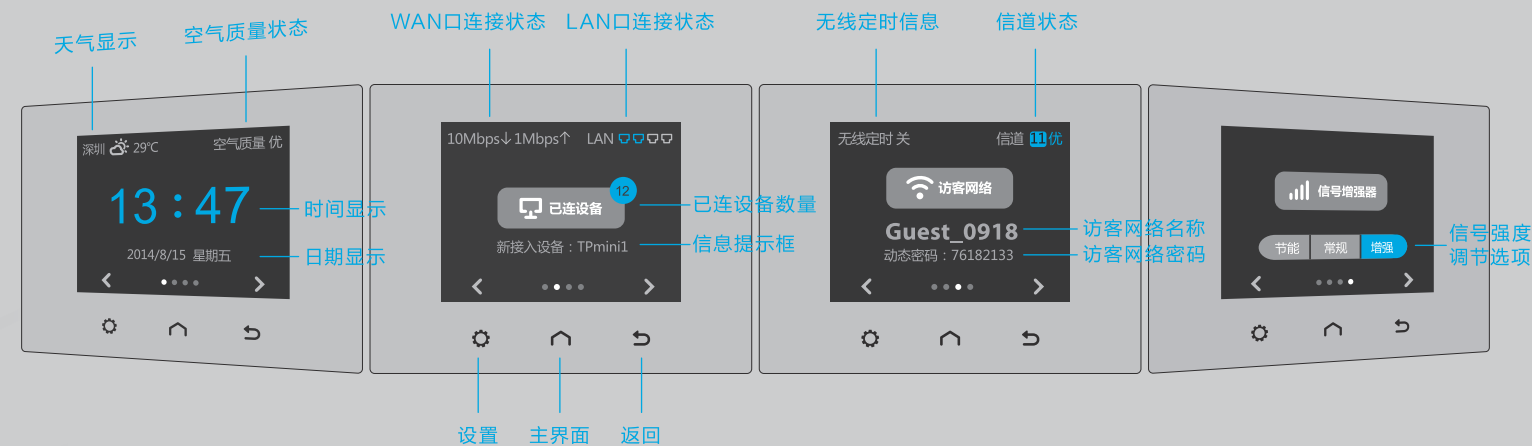 天气显示
空气质量状态
WAN口连接状态
LAN口连接状态
无线定时信息
信道状态
深圳 29℃
空气质量 优
13:47
时间显示
2014/8/15 星期五
日期显示
10Mbps↓1Mbps↑ LAN
12
已连设备
已连设备数量
新接入设备：TPmini1
信息提示框
无线定时 关
信道 11优
访客网络
Guest_0918
访客网络名称
动态密码：76182133
访客网络密码
信号增强器
节能 常规 增强
信号强度
调节选项
设置
主界面
返回